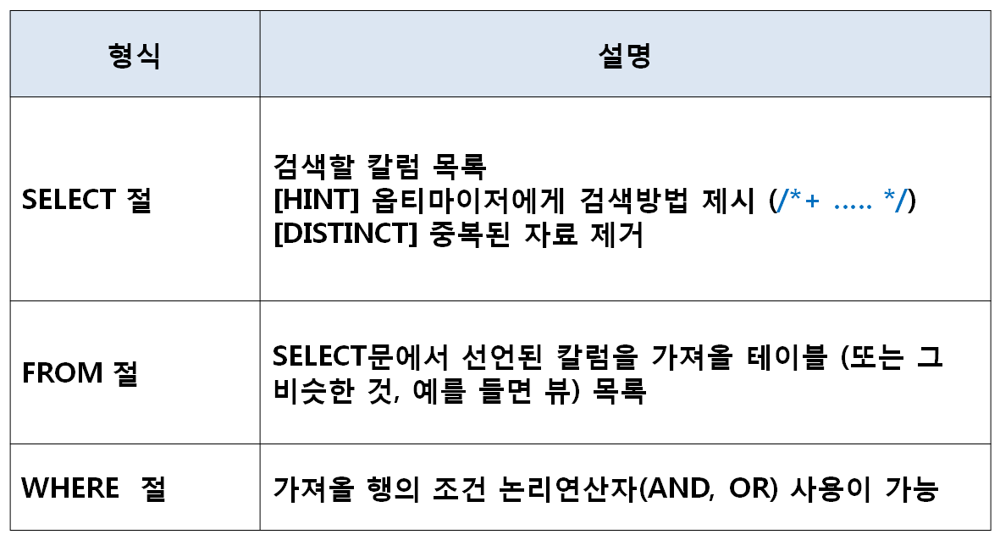 형식
설명
SELECT 절
검색할 칼럼 목록
[HINT] 옵티마이저에게 검색방법 제시 (/*+ ..... */)
[DISTINCT] 중복된 자료 제거
FROM 절
SELECT문에서 선언된 칼럼을 가져올 테이블 (또는 그
비슷한 것, 예를 들면 뷰) 목록
WHERE 절
가져올 행의 조건 논리연산자(AND, OR) 사용이 가능